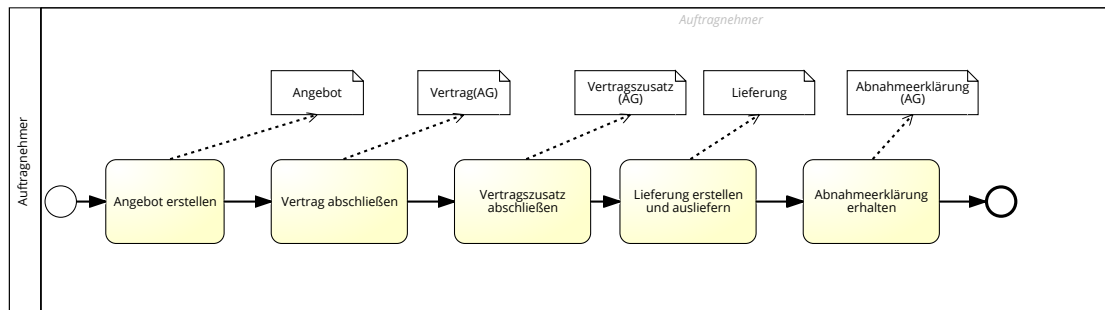 Auftragnehmer
Auftragnehmer
Angebot
Vertrag(AG)
Vertragszusatz
(AG)
Lieferung
Abnahmeerklärung
(AG)
Angebot erstellen
Vertrag abschließen
Vertragszusatz
abschließen
Lieferung erstellen
und ausliefern
Abnahmeerklärung
erhalten